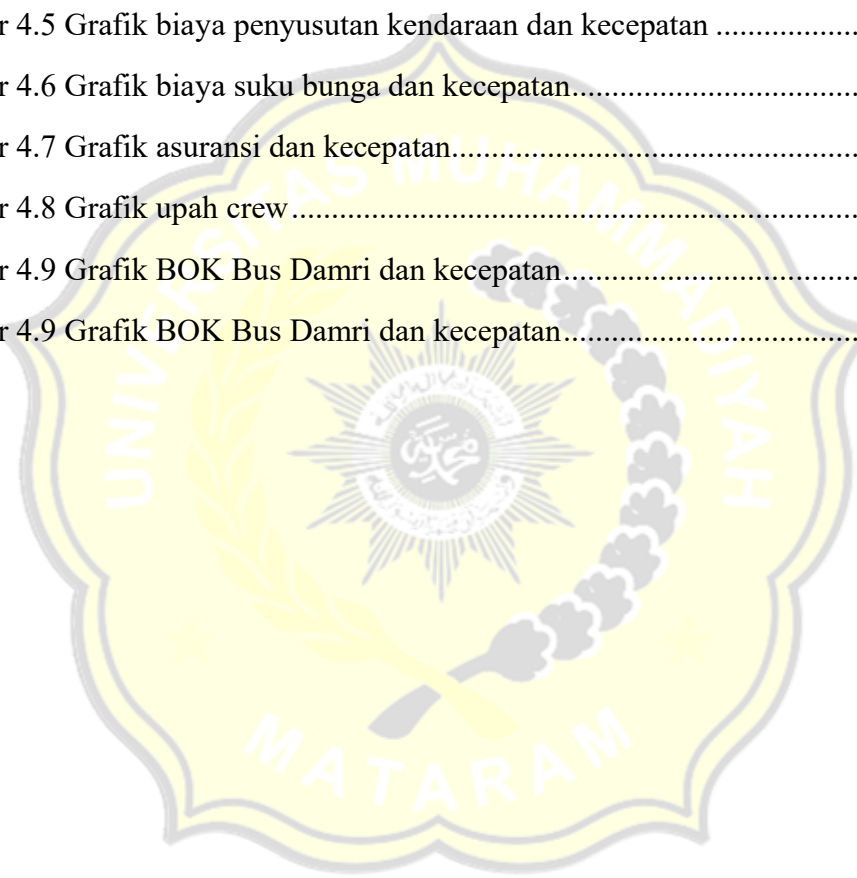 r 4.5 Grafik biaya penyusutan kendaraan dan kecepatan ..................
r 4.6 Grafik biaya suku bunga dan kecepatan.....................................
r 4.7 Grafik asuransi dan kecepatan....................................................
r 4.8 Grafik upah crew........................................................................
r 4.9 Grafik BOK Bus Damri dan kecepatan.....................................
r 4.9 Grafik BOK Bus Damri dan kecepatan.....................................
UNIVERSITAS MUHAMMADIYAH
MATARAM